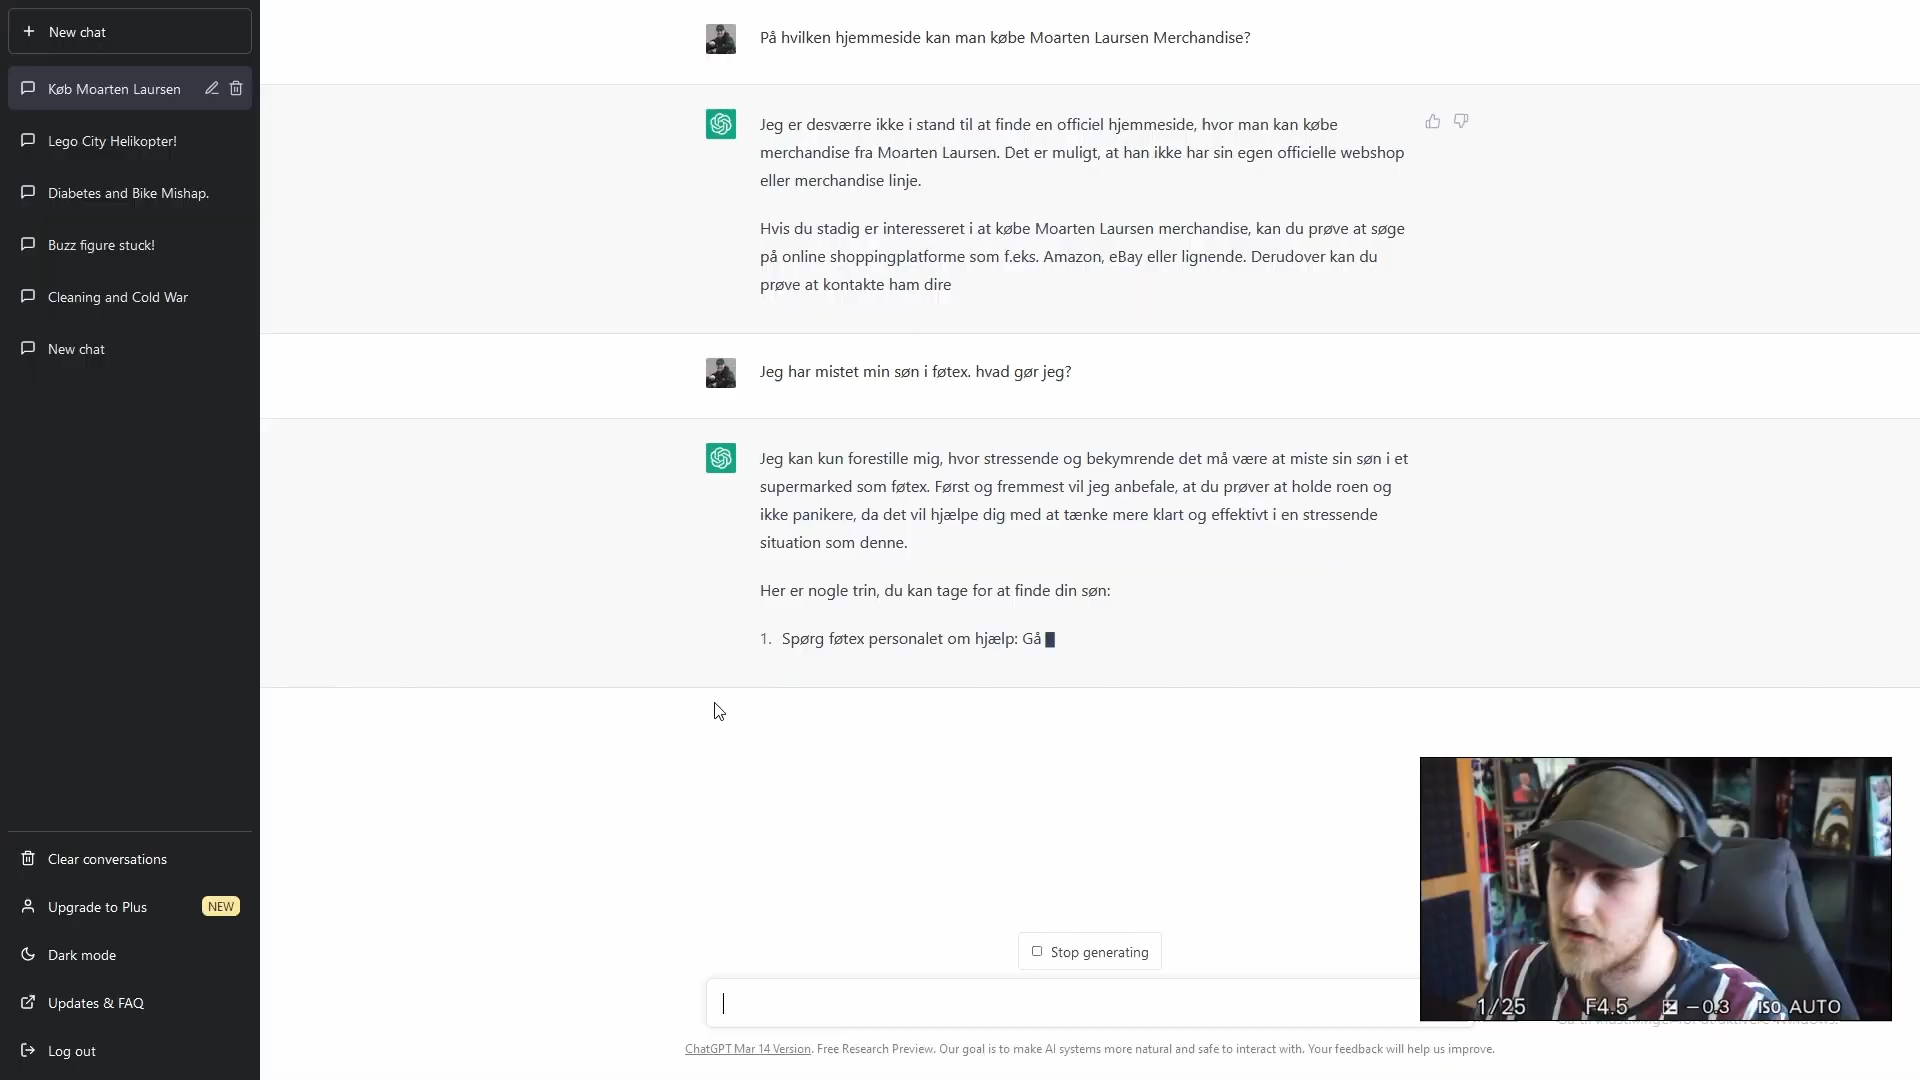 New chat
Køb Moarten Laursen
Lego City Helikopter!
Diabetes and Bike Mishap.
Buzz figure stuck!
Cleaning and Cold War
New chat
Clear conversations
Upgrade to Plus NEW
Dark mode
Updates & FAQ
Log out
På hvilken hjemmeside kan man købe Moarten Laursen Merchandise?
Jeg er desværre ikke i stand til at finde en officiel hjemmeside, hvor man kan købe
merchandise fra Moarten Laursen. Det er muligt, at han ikke har sin egen officielle webshop
eller merchandise linje.
Hvis du stadig er interesseret i at købe Moarten Laursen merchandise, kan du prøve at søge
på online shoppingplatforme som f.eks. Amazon, eBay eller lignende. Derudover kan du
prøve at kontakte ham dire
Jeg har mistet min søn i føtex. hvad gør jeg?
Jeg kan kun forestille mig, hvor stressende og bekymrende det må være at miste sin søn i et
supermarked som føtex. Først og fremmest vil jeg anbefale, at du prøver at holde roen og
ikke panikere, da det vil hjælpe dig med at tænke mere klart og effektivt i en stressende
situation som denne.
Her er nogle trin, du kan tage for at finde din søn:
1. Spørg føtex personalet om hjælp: Gå
Stop generating
1/25 F4.5 −0.3 ISO AUTO
ChatGPT Mar 14 Version. Free Research Preview. Our goal is to make AI systems more natural and safe to interact with. Your feedback will help us improve.